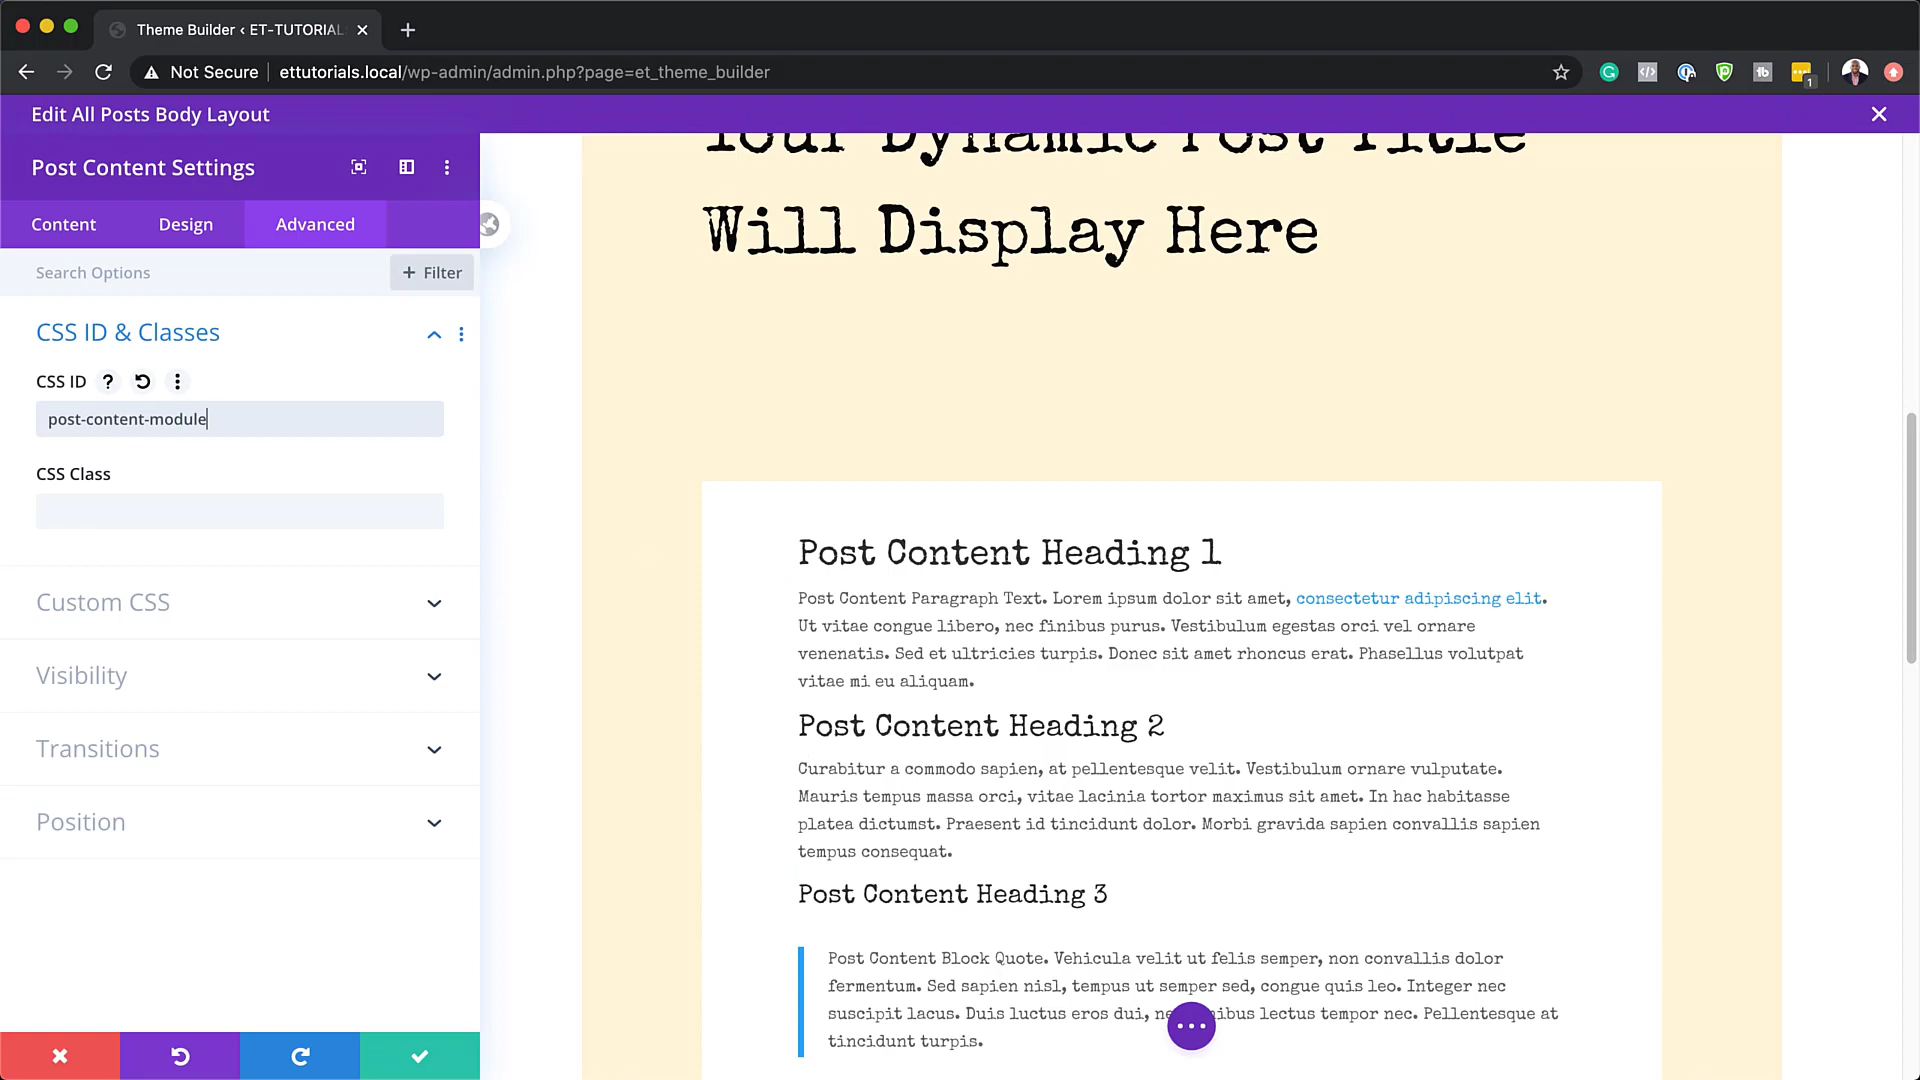 Theme Builder ‹ ET-TUTORIAL
Not Secure
ettutorials.local/wp-admin/admin.php?page=et_theme_builder
1
Edit All Posts Body Layout
Post Content Settings
Content
Design
Advanced
Search Options
+ Filter
CSS ID & Classes
CSS ID
?
post-content-module
CSS Class
Custom CSS
Visibility
Transitions
Position
Your Dynamic Post Title
Will Display Here
Post Content Heading 1
Post Content Paragraph Text. Lorem ipsum dolor sit amet, consectetur adipiscing elit.
Ut vitae congue libero, nec finibus purus. Vestibulum egestas orci vel ornare
venenatis. Sed et ultricies turpis. Donec sit amet rhoncus erat. Phasellus volutpat
vitae mi eu aliquam.
Post Content Heading 2
Curabitur a commodo sapien, at pellentesque velit. Vestibulum ornare vulputate.
Mauris tempus massa orci, vitae lacinia tortor maximus sit amet. In hac habitasse
platea dictumst. Praesent id tincidunt dolor. Morbi gravida sapien convallis sapien
tempus consequat.
Post Content Heading 3
Post Content Block Quote. Vehicula velit ut felis semper, non convallis dolor
fermentum. Sed sapien nisl, tempus ut semper sed, congue quis leo. Integer nec
suscipit lacus. Duis luctus eros dui, lectus tempor nec. Pellentesque at
tincidunt turpis.